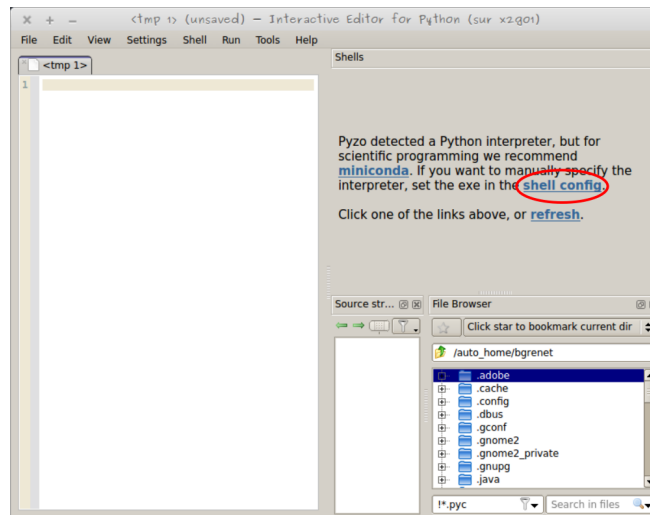 <tmp 1> (unsaved) – Interactive Editor for Python (sur x2go1)
File Edit View Settings Shell Run Tools Help
<tmp 1>
1
Shells
Pyzo detected a Python interpreter, but for
scientific programming we recommend
miniconda. If you want to manually specify the
interpreter, set the exe in the shell config.
Click one of the links above, or refresh.
Source str...
File Browser
Click star to bookmark current dir
/auto_home/bgrenet
.adobe
.cache
.config
.dbus
.gconf
.gnome2
.gnome2_private
.gnupg
.java
!*.pyc
Search in files